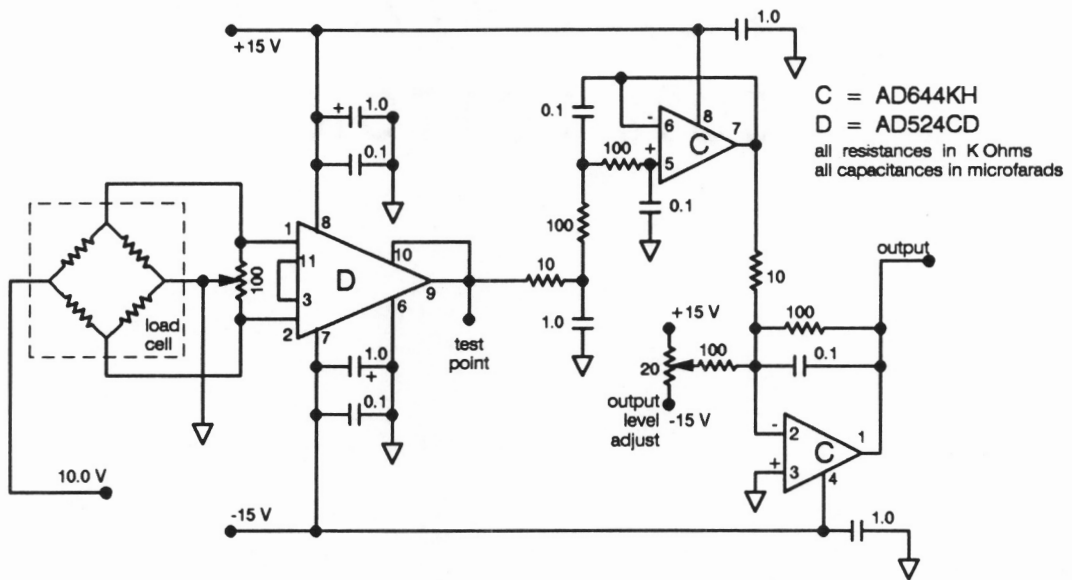 +15 V
1.0
C = AD644KH
D = AD524CD
all resistances in K Ohms
all capacitances in microfarads
+ 1.0
0.1
0.1
- 6
8
7
C
+ 5
100
0.1
100
load
cell
100
1
8
11
3
2
7
D
10
6
9
test
point
10
1.0
10
output
1.0
+
0.1
+15 V
100
100
0.1
20
output
level
adjust
-15 V
- 2
1
C
+ 3
4
10.0 V
-15 V
1.0